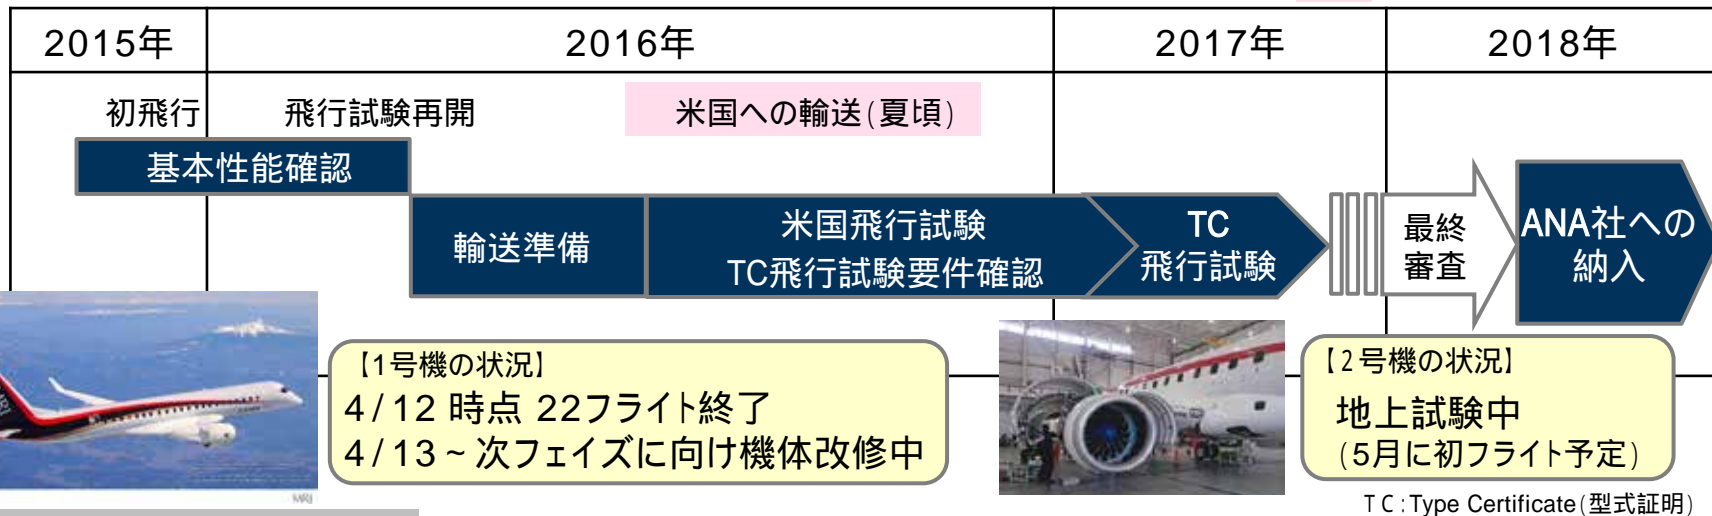 2015年 2016年 2017年 2018年
初飛行 飛行試験再開 米国への輸送(夏頃)
基本性能確認
輸送準備
米国飛行試験
TC飛行試験要件確認
TC
飛行試験
最終
審査
ANA社への
納入
【1号機の状況】
4/12 時点 22フライト終了
4/13~次フェイズに向け機体改修中
【2号機の状況】
地上試験中
(5月に初フライト予定)
MRJ
TC:Type Certificate(型式証明)